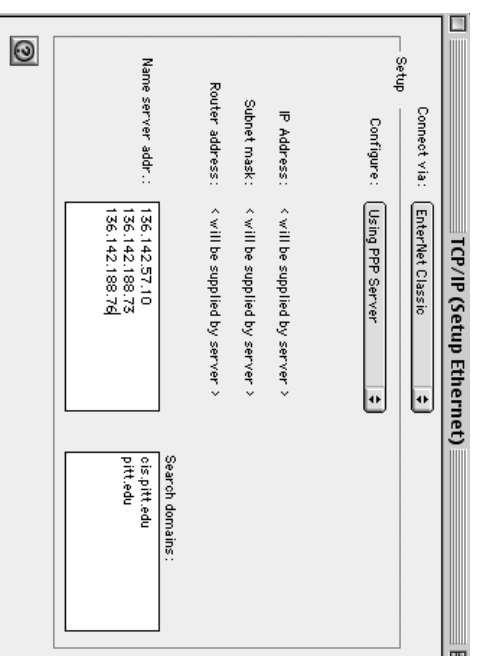 TCP/IP (Setup Ethernet)
Connect via: EnterNet Classic
Setup
Configure: Using PPP Server
IP Address: < will be supplied by server >
Subnet mask: < will be supplied by server >
Router address: < will be supplied by server >
Search domains:
Name server addr.: 136.142.57.10 cis.pitt.edu
136.142.188.73 pitt.edu
136.142.188.76
?